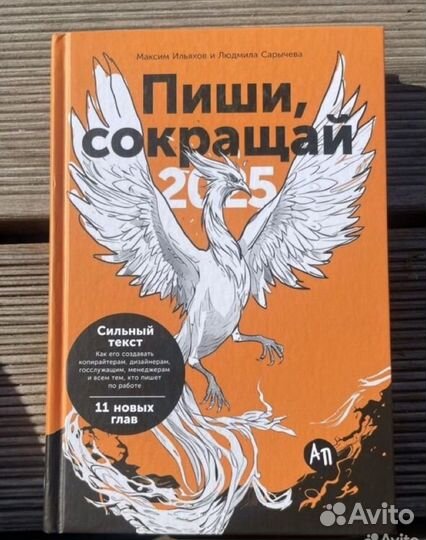 Максим Ильяхов и Людмила Сарычева
Пиши,
сокращай
2025
Сильный
текст
Как его создавать
копирайтерам, дизайнерам,
госслужащим, менеджерам
и всем тем, кто пишет
по работе
11 новых
глав
АП
Avito
Avito